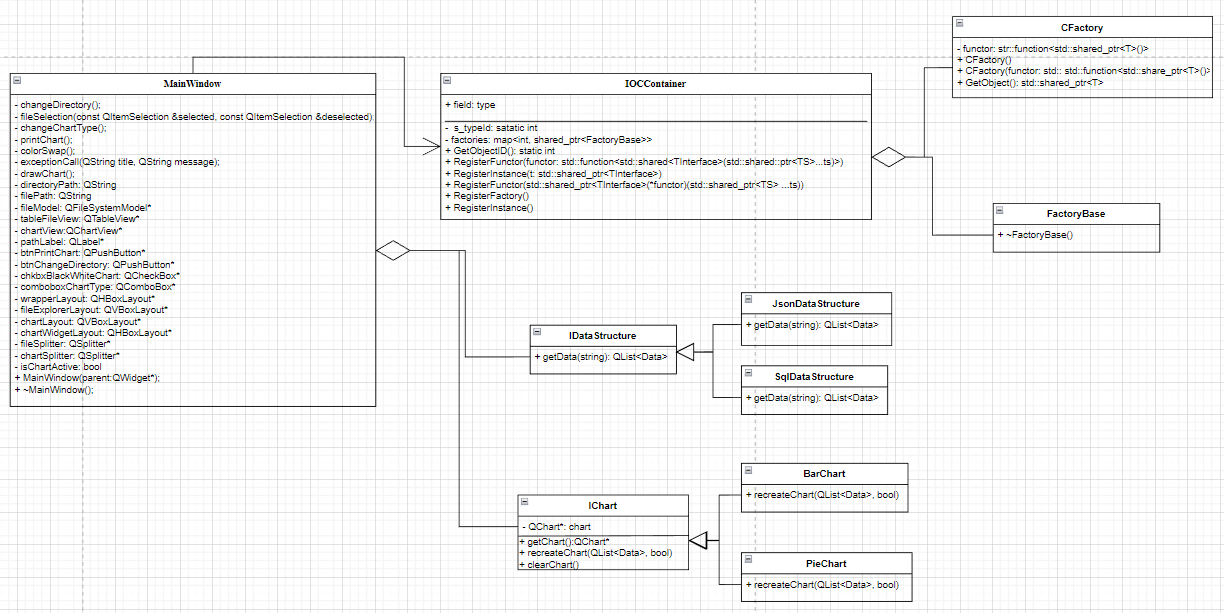 MainWindow
- changeDirectory();
- fileSelection(const QItemSelection &selected, const QItemSelection &deselected);
- changeChartType();
- printChart();
- colorSwap();
- exceptionCall(QString title, QString message);
- drawChart();
- directoryPath: QString
- filePath: QString
- fileModel: QFileSystemModel*
- tableFileView: QTableView*
- chartView:QChartView*
- pathLabel: QLabel*
- btnPrintChart: QPushButton*
- btnChangeDirectory: QPushButton*
- chkbxBlackWhiteChart: QCheckBox*
- comboboxChartType: QComboBox*
- wrapperLayout: QHBoxLayout*
- fileExplorerLayout: QVBoxLayout*
- chartLayout: QVBoxLayout*
- chartWidgetLayout: QHBoxLayout*
- fileSplitter: QSplitter*
- chartSplitter: QSplitter*
- isChartActive: bool
+ MainWindow(parent:QWidget*);
+ ~MainWindow();
IOCContainer
+ field: type
- s_typeId: satatic int
- factories: map<int, shared_ptr<FactoryBase>>
+ GetObjectID(): static int
+ RegisterFunctor(functor: std::function<std::shared<TInterface>(std::shared::ptr<TS>...ts)>)
+ RegisterInstance(t: std::shared_ptr<TInterface>)
+ RegisterFunctor(std::shared_ptr<TInterface>(*functor)(std::shared_ptr<TS> ...ts))
+ RegisterFactory()
+ RegisterInstance()
CFactory
- functor: str::function<std::shared_ptr<T>()>
+ CFactory()
+ CFactory(functor: std:: std::function<std::share_ptr<T>()>
+ GetObject(): std::shared_ptr<T>
FactoryBase
+ ~FactoryBase()
IDataStructure
+ getData(string): QList<Data>
JsonDataStructure
+ getData(string): QList<Data>
SqlDataStructure
+ getData(string): QList<Data>
IChart
- QChart*: chart
+ getChart():QChart*
+ recreateChart(QList<Data>, bool)
+ clearChart()
BarChart
+ recreateChart(QList<Data>, bool)
PieChart
+ recreateChart(QList<Data>, bool)